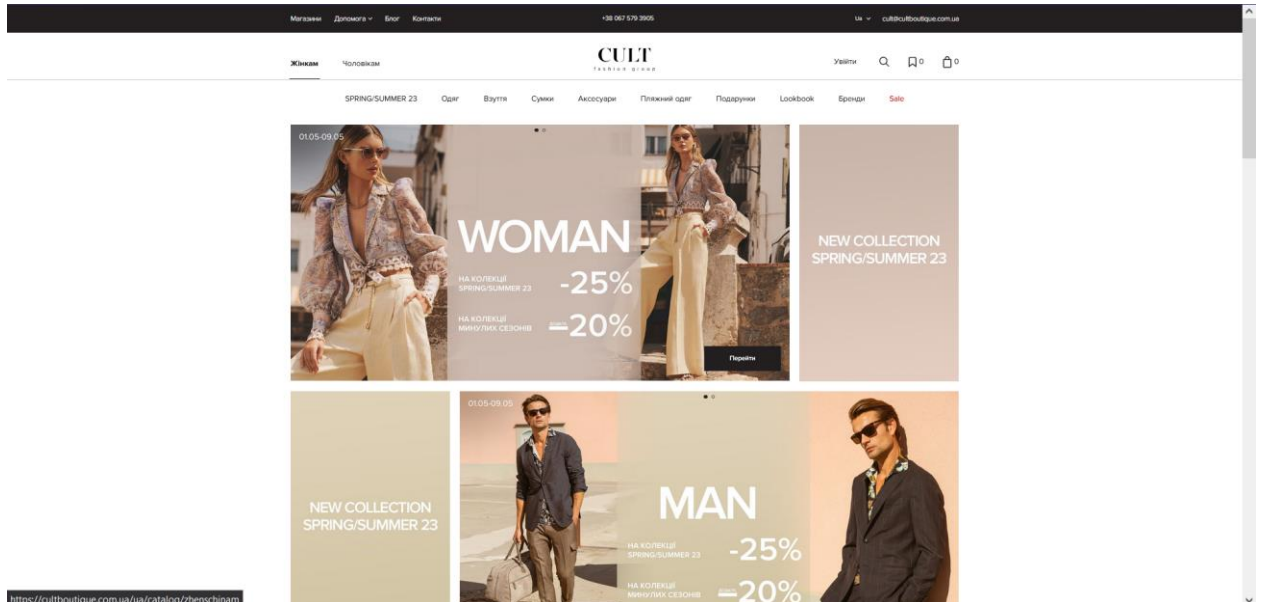 Магазини Допомога Блог Контакти +38 067 579 3905 Ua cult@cultboutique.com.ua
Жінкам Чоловікам CULT Увійти 0 0
fashion group
SPRING/SUMMER 23 Одяг Взуття Сумки Аксесуари Пляжний одяг Подарунки Lookbook Бренди Sale
01.05-09.05
WOMAN
НА КОЛЕКЦІЇ
SPRING/SUMMER 23
-25%
НА КОЛЕКЦІЇ
МИНУЛИХ СЕЗОНІВ
-20%
Перейти
NEW COLLECTION
SPRING/SUMMER 23
NEW COLLECTION
SPRING/SUMMER 23
01.05-09.05
MAN
НА КОЛЕКЦІЇ
SPRING/SUMMER 23
-25%
НА КОЛЕКЦІЇ
МИНУЛИХ СЕЗОНІВ
-20%
https://cultboutique.com.ua/ua/catalog/zhenschinam